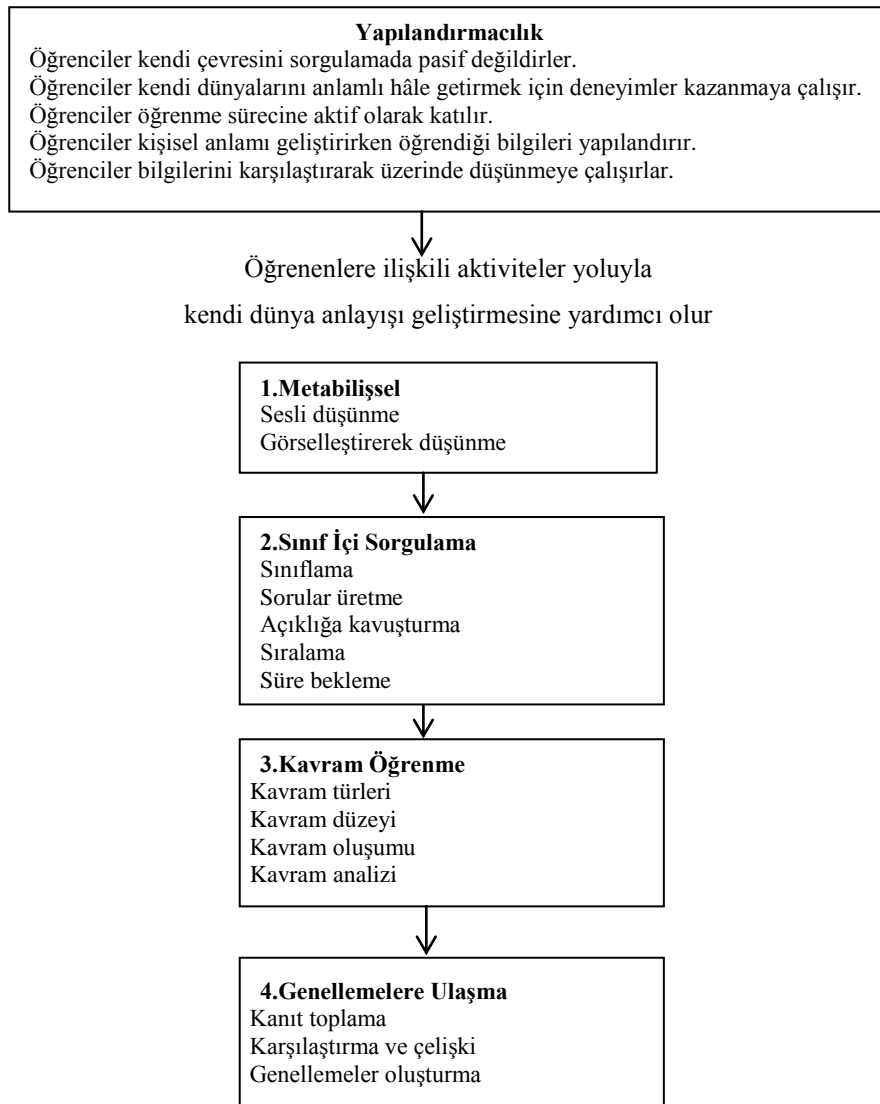 Yapılandırmacılık
Öğrenciler kendi çevresini sorgulamada pasif değildirler.
Öğrenciler kendi dünyalarını anlamlı hâle getirmek için deneyimler kazanmaya çalışır.
Öğrenciler öğrenme sürecine aktif olarak katılır.
Öğrenciler kişisel anlamı geliştirirken öğrendiği bilgileri yapılandırır.
Öğrenciler bilgilerini karşılaştırarak üzerinde düşünmeye çalışırlar.
Öğrenenlere ilişkili aktiviteler yoluyla
kendi dünya anlayışı geliştirmesine yardımcı olur
1.Metabilişsel
Sesli düşünme
Görselleştirerek düşünme
2.Sınıf İçi Sorgulama
Sınıflama
Sorular üretme
Açıklığa kavuşturma
Sıralama
Süre bekleme
3.Kavram Öğrenme
Kavram türleri
Kavram düzeyi
Kavram oluşumu
Kavram analizi
4.Genellemelere Ulaşma
Kanıt toplama
Karşılaştırma ve çelişki
Genellemeler oluşturma